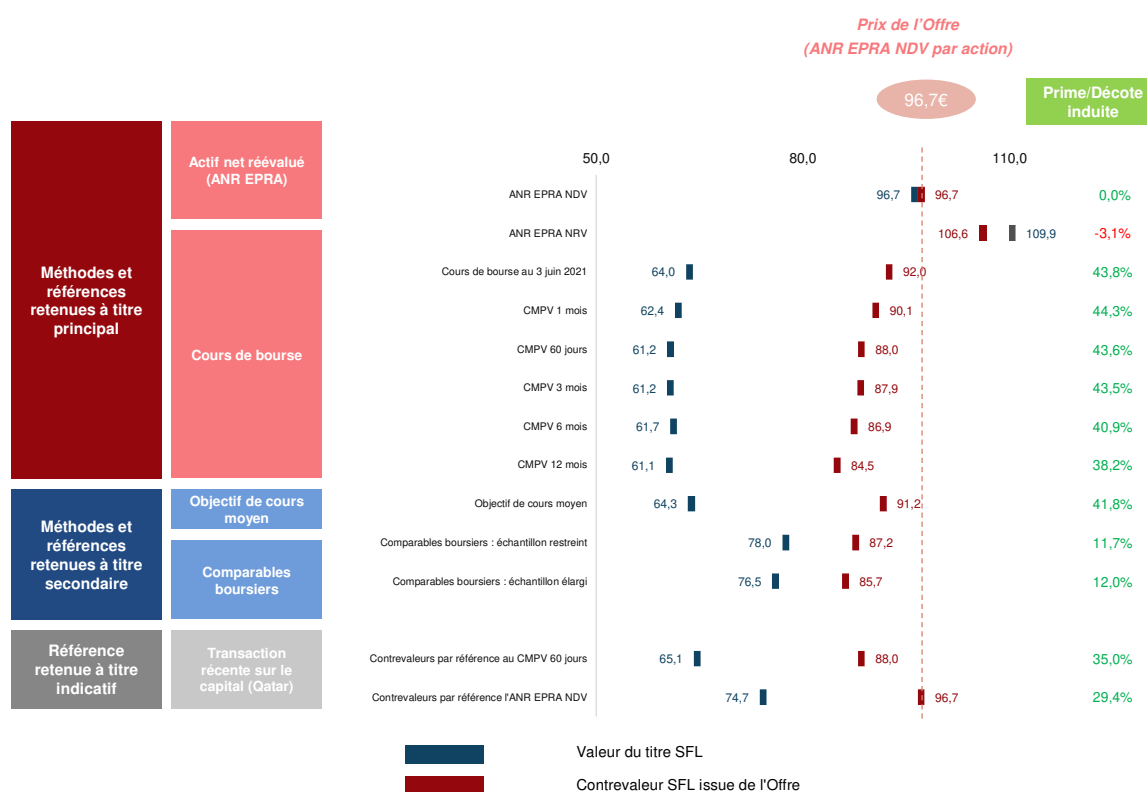 Prix de l'Offre
(ANR EPRA NDV par action)
96,7€
Prime/Décote
induite
Méthodes et
références
retenues à titre
principal
Actif net réévalué
(ANR EPRA)
Cours de bourse
50,0 80,0 110,0
ANR EPRA NDV 96,7 96,7 0,0%
ANR EPRA NRV 106,6 109,9 -3,1%
Cours de bourse au 3 juin 2021 64,0 92,0 43,8%
CMPV 1 mois 62,4 90,1 44,3%
CMPV 60 jours 61,2 88,0 43,6%
CMPV 3 mois 61,2 87,9 43,5%
CMPV 6 mois 61,7 86,9 40,9%
CMPV 12 mois 61,1 84,5 38,2%
Méthodes et
références
retenues à titre
secondaire
Objectif de cours
moyen
Comparables
boursiers
Objectif de cours moyen 64,3 91,2 41,8%
Comparables boursiers : échantillon restreint 78,0 87,2 11,7%
Comparables boursiers : échantillon élargi 76,5 85,7 12,0%
Référence
retenue à titre
indicatif
Transaction
récente sur le
capital (Qatar)
Contrevaleurs par référence au CMPV 60 jours 65,1 88,0 35,0%
Contrevaleurs par référence l'ANR EPRA NDV 74,7 96,7 29,4%
Valeur du titre SFL
Contrevaleur SFL issue de l'Offre